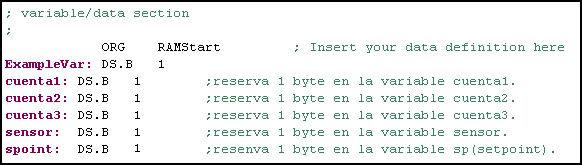 ; variable/data section
;
ORG RAMStart ; Insert your data definition here
ExampleVar: DS.B 1
cuenta1: DS.B 1 ;reserva 1 byte en la variable cuenta1.
cuenta2: DS.B 1 ;reserva 1 byte en la variable cuenta2.
cuenta3: DS.B 1 ;reserva 1 byte en la variable cuenta3.
sensor: DS.B 1 ;reserva 1 byte en la variable sensor.
spoint: DS.B 1 ;resenva 1 byte en la variable sp(setpoint).